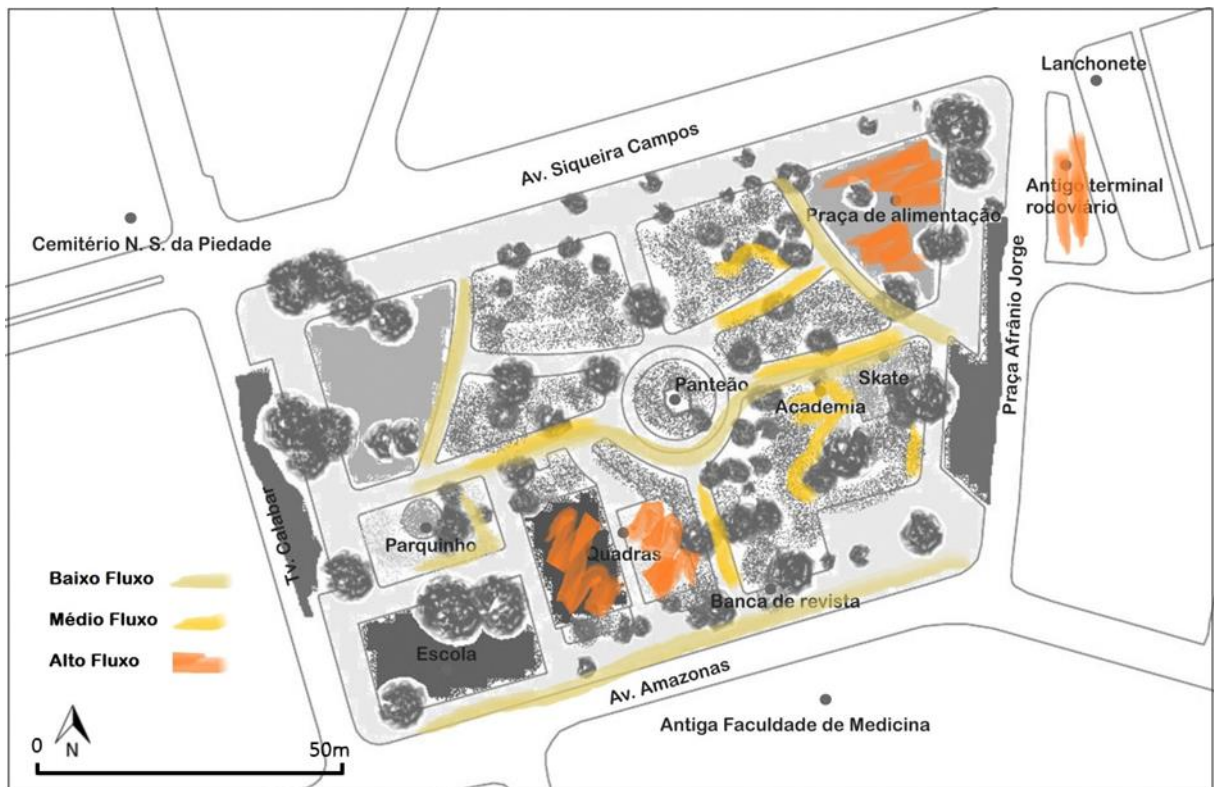 Lanchonete
Av. Siqueira Campos
Antigo terminal
rodoviário
Praça de alimentação
Cemitério N. S. da Piedade
Praça Afrânio Jorge
Panteão
Skate
Academia
Tv. Calabar
Parquinho
Quadras
Banca de revista
Escola
Av. Amazonas
Antiga Faculdade de Medicina
Baixo Fluxo
Médio Fluxo
Alto Fluxo
N
0 50m